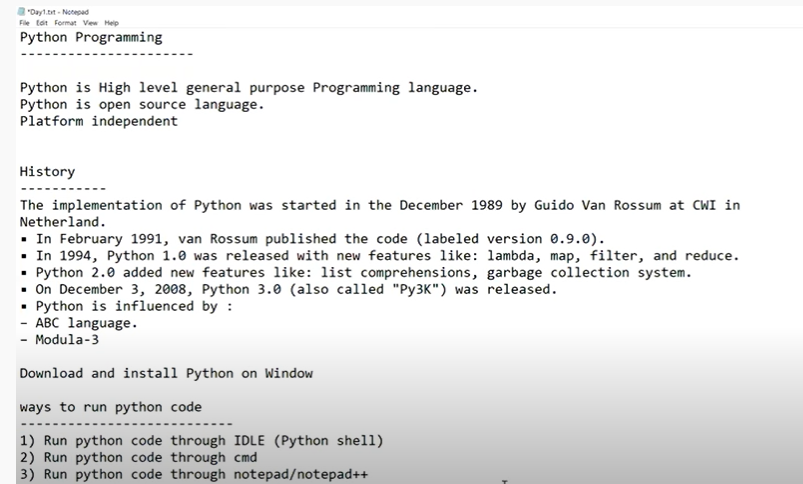 *Day1.txt - Notepad
File Edit Format View Help
Python Programming
----------------------
Python is High level general purpose Programming language.
Python is open source language.
Platform independent
History
-----------
The implementation of Python was started in the December 1989 by Guido Van Rossum at CWI in
Netherland.
▪ In February 1991, van Rossum published the code (labeled version 0.9.0).
▪ In 1994, Python 1.0 was released with new features like: lambda, map, filter, and reduce.
▪ Python 2.0 added new features like: list comprehensions, garbage collection system.
▪ On December 3, 2008, Python 3.0 (also called "Py3K") was released.
▪ Python is influenced by :
– ABC language.
– Modula-3
Download and install Python on Window
ways to run python code
---------------------------
1) Run python code through IDLE (Python shell)
2) Run python code through cmd
3) Run python code through notepad/notepad++